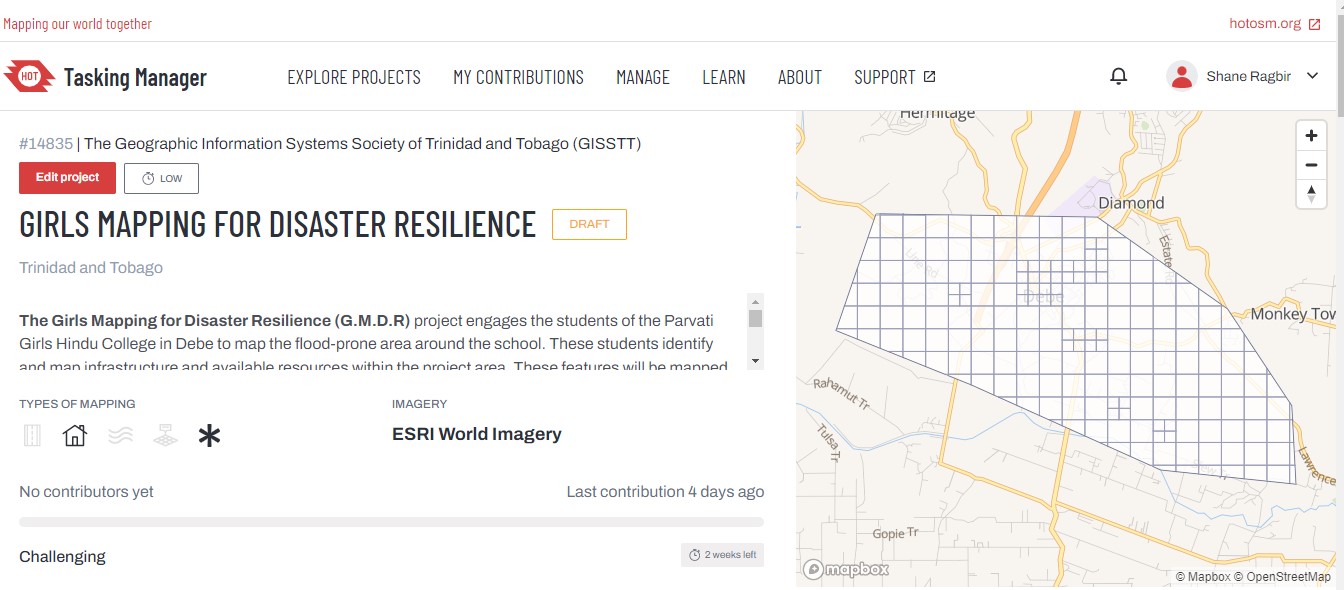 Mapping our world together
hotosm.org
HOT Tasking Manager
EXPLORE PROJECTS
MY CONTRIBUTIONS
MANAGE
LEARN
ABOUT
SUPPORT
Shane Ragbir
#14835 | The Geographic Information Systems Society of Trinidad and Tobago (GISSTT)
Edit project
LOW
GIRLS MAPPING FOR DISASTER RESILIENCE
DRAFT
Trinidad and Tobago
The Girls Mapping for Disaster Resilience (G.M.D.R) project engages the students of the Parvati
Girls Hindu College in Debe to map the flood-prone area around the school. These students identify
and map infrastructure and available resources within the project area. These features will be mapped
TYPES OF MAPPING
IMAGERY
ESRI World Imagery
No contributors yet
Last contribution 4 days ago
Challenging
2 weeks left
Hermitage
Diamond
Estate Rd
Line Rd
Debe
Monkey Tow
Rahamut Tr
Tulsa Tr
Lawrence
Gopie Tr
mapbox
© Mapbox © OpenStreetMap